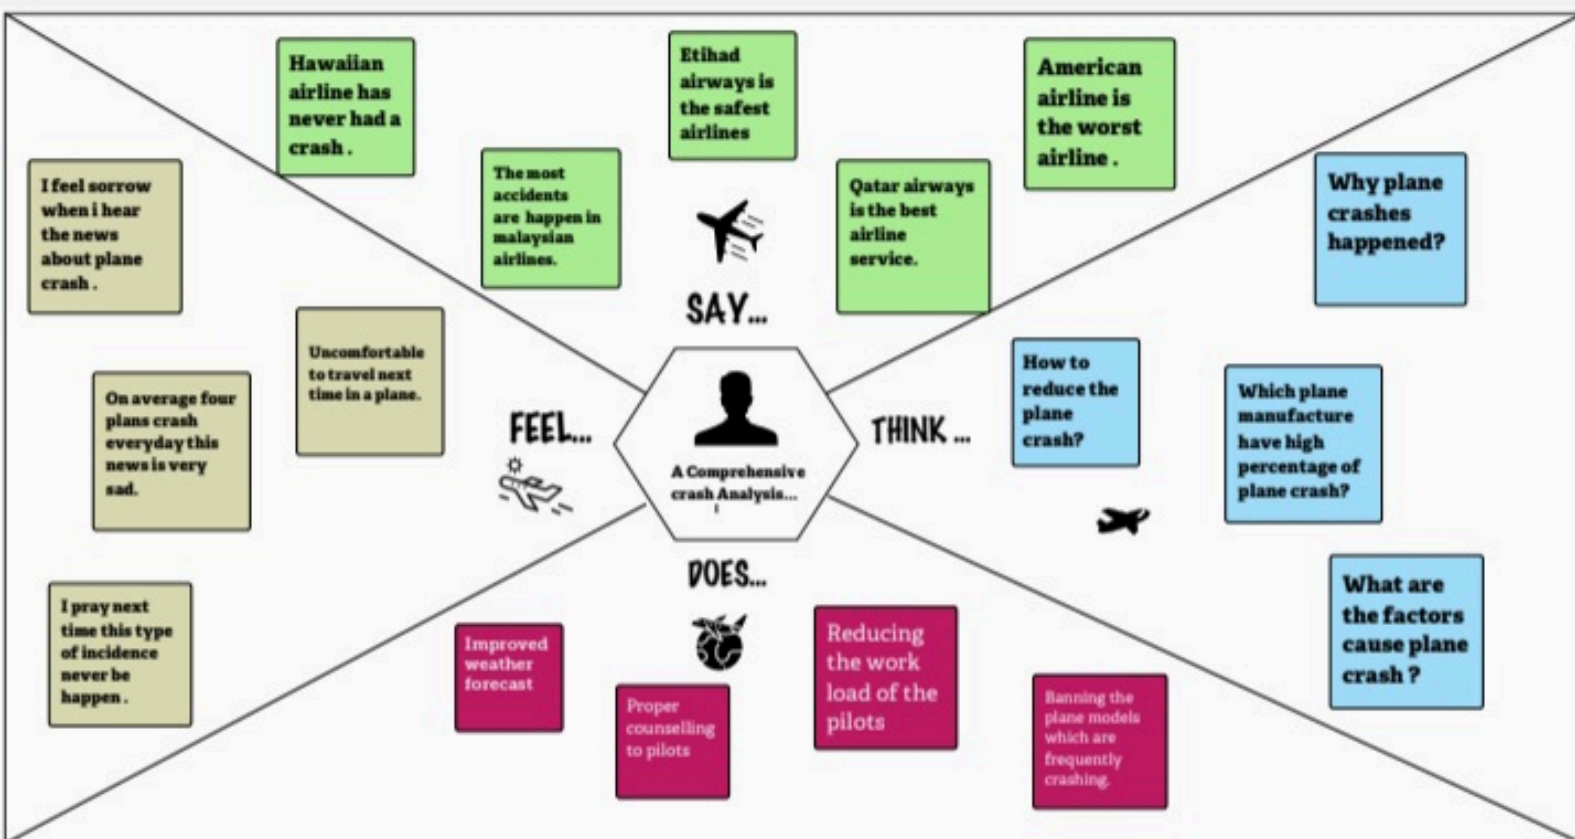 Hawaiian
airline has
never had a
crash .
Etihad
airways is
the safest
airlines
American
airline is
the worst
airline .
The most
accidents
are happen in
malaysian
airlines.
Qatar airways
is the best
airline
service.
SAY...
I feel sorrow
when i hear
the news
about plane
crash .
Uncomfortable
to travel next
time in a plane.
On average four
plans crash
everyday this
news is very
sad.
I pray next
time this type
of incidence
never be
happen .
FEEL...
A Comprehensive
crash Analysis...
THINK ...
Why plane
crashes
happened?
How to
reduce the
plane
crash?
Which plane
manufacture
have high
percentage of
plane crash?
What are
the factors
cause plane
crash ?
DOES...
Improved
weather
forecast
Proper
counselling
to pilots
Reducing
the work
load of the
pilots
Banning the
plane models
which are
frequently
crashing.